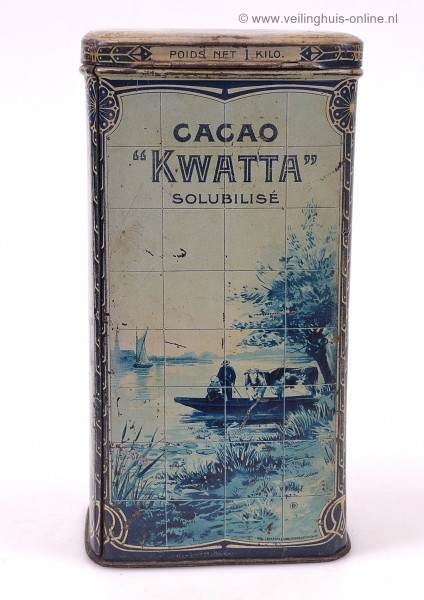 © www.veilinghuis-online.nl
POIDS NET 1 KILO.
CACAO
"KWATTA"
SOLUBILISÉ